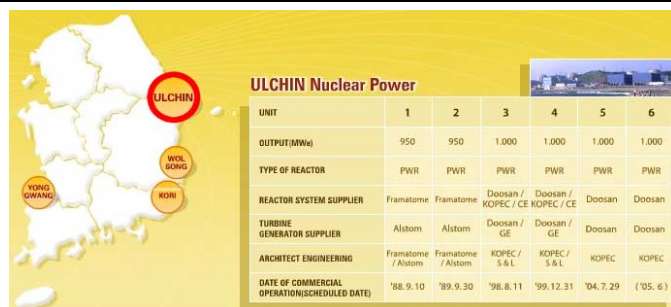 ULCHIN
WOL
SONG
YONG
GWANG
KORI
ULCHIN Nuclear Power
UNIT 1 2 3 4 5 6
OUTPUT(MWe) 950 950 1.000 1.000 1.000 1.000
TYPE OF REACTOR PWR PWR PWR PWR PWR PWR
REACTOR SYSTEM SUPPLIER Framatome Framatome Doosan / KOPEC / CE Doosan / KOPEC / CE Doosan Doosan
TURBINE GENERATOR SUPPLIER Alstom Alstom Doosan / GE Doosan / GE Doosan Doosan
ARCHITECT ENGINEERING Framatome / Alstom Framatome / Alstom KOPEC / S & L KOPEC / S & L KOPEC KOPEC
DATE OF COMMERCIAL OPERATION(SCHEDULED DATE) '88.9.10 '89.9.30 '98.8.11 '99.12.31 '04.7.29 ('05.6)